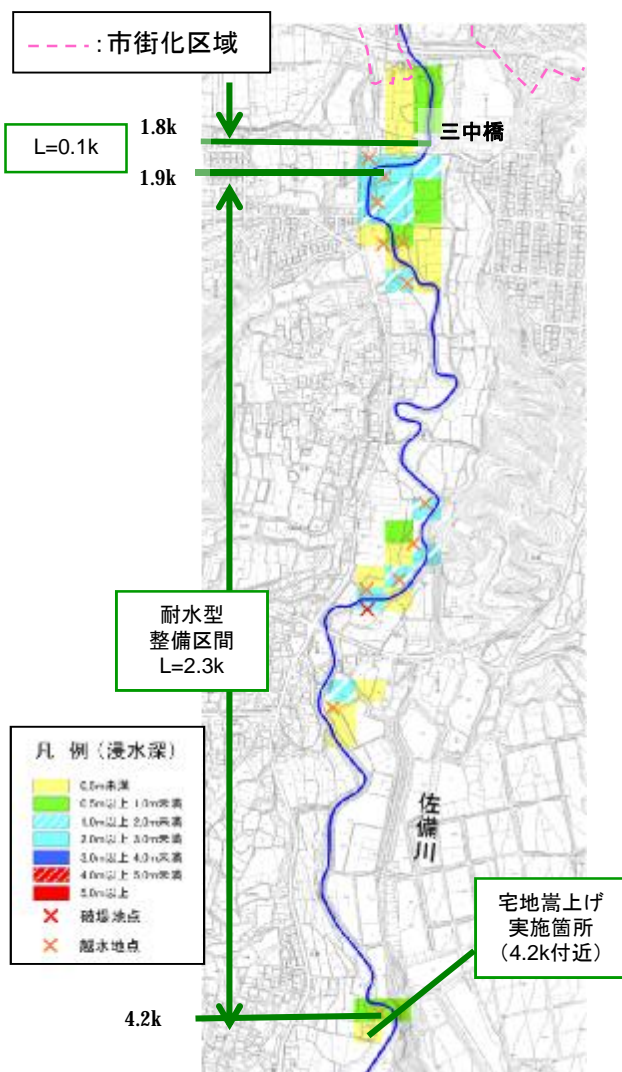 ：市街化区域
L=0.1k
1.8k
三中橋
1.9k
耐水型
整備区間
L=2.3k
凡 例（浸水深）
0.5m未満
0.5m以上 1.0m未満
1.0m以上 2.0m未満
2.0m以上 3.0m未満
3.0m以上 4.0m未満
4.0m以上 5.0m未満
5.0m以上
破堤地点
越水地点
佐備川
宅地嵩上げ
実施箇所
（4.2k付近）
4.2k